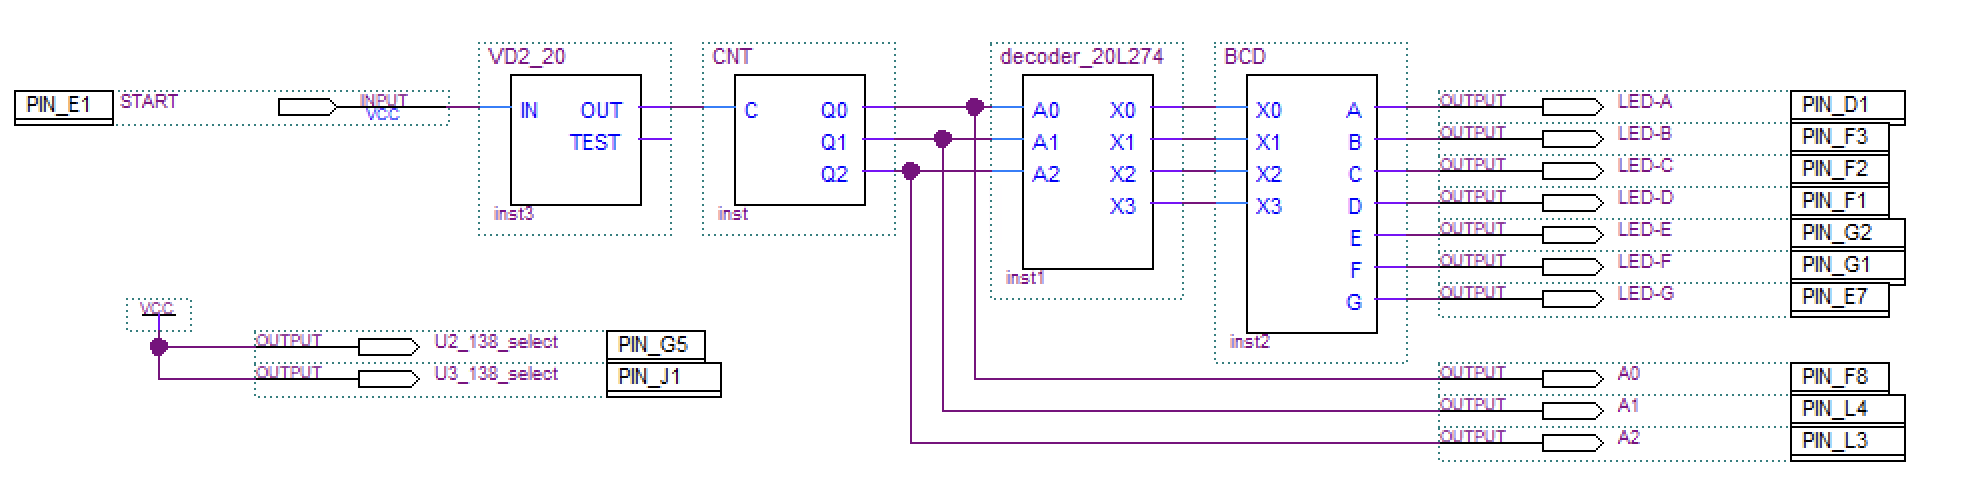 VD2_20 CNT decoder_20L274 BCD
PIN_E1 START INPUT VCC IN OUT C Q0 A0 X0 X0 A OUTPUT LED-A PIN_D1
TEST Q1 A1 X1 X1 B OUTPUT LED-B PIN_F3
Q2 A2 X2 X2 C OUTPUT LED-C PIN_F2
X3 X3 D OUTPUT LED-D PIN_F1
inst3 inst
E OUTPUT LED-E PIN_G2
F OUTPUT LED-F PIN_G1
inst1
G OUTPUT LED-G PIN_E7
inst2
VCC
OUTPUT U2_138_select PIN_G5
OUTPUT U3_138_select PIN_J1
OUTPUT A0 PIN_F8
OUTPUT A1 PIN_L4
OUTPUT A2 PIN_L3